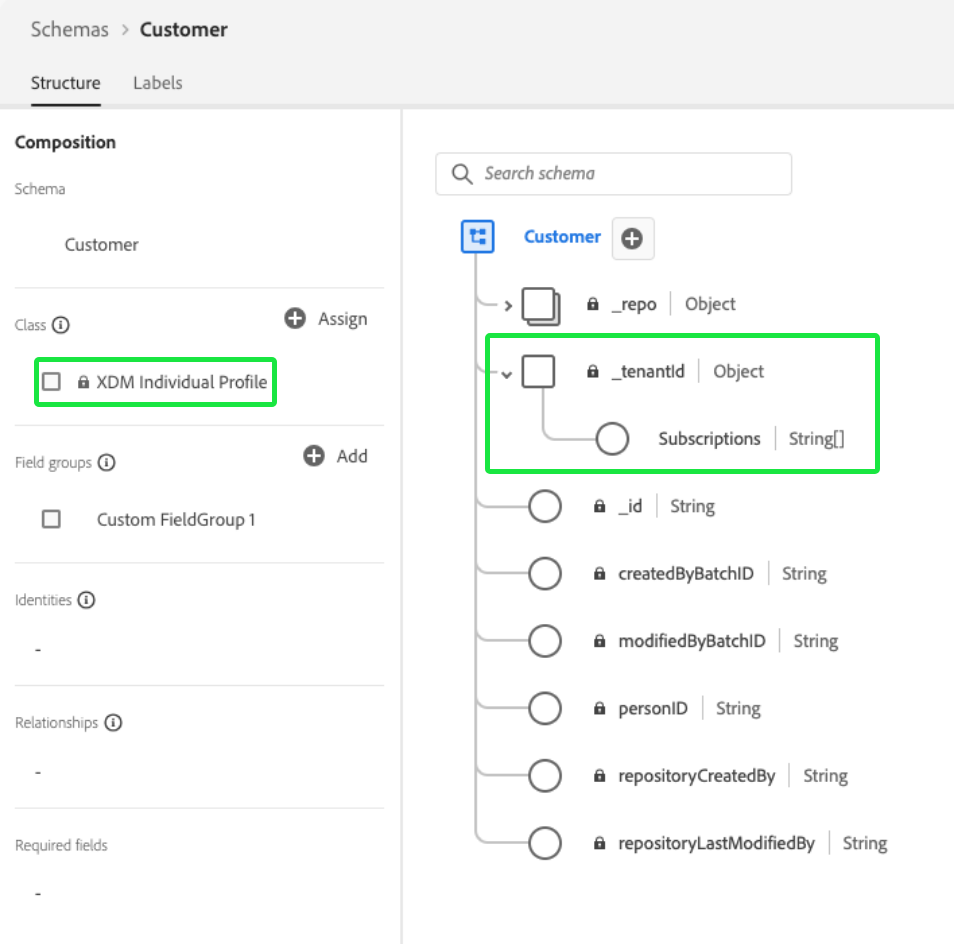 Schemas > Customer
Structure Labels
Composition
Schema
Customer
Class
Assign
XDM Individual Profile
Field groups
Add
Custom FieldGroup 1
Identities
-
Relationships
-
Required fields
-
Search schema
Customer
_repo | Object
_tenantId | Object
Subscriptions | String[]
_id | String
createdByBatchID | String
modifiedByBatchID | String
personID | String
repositoryCreatedBy | String
repositoryLastModifiedBy | String